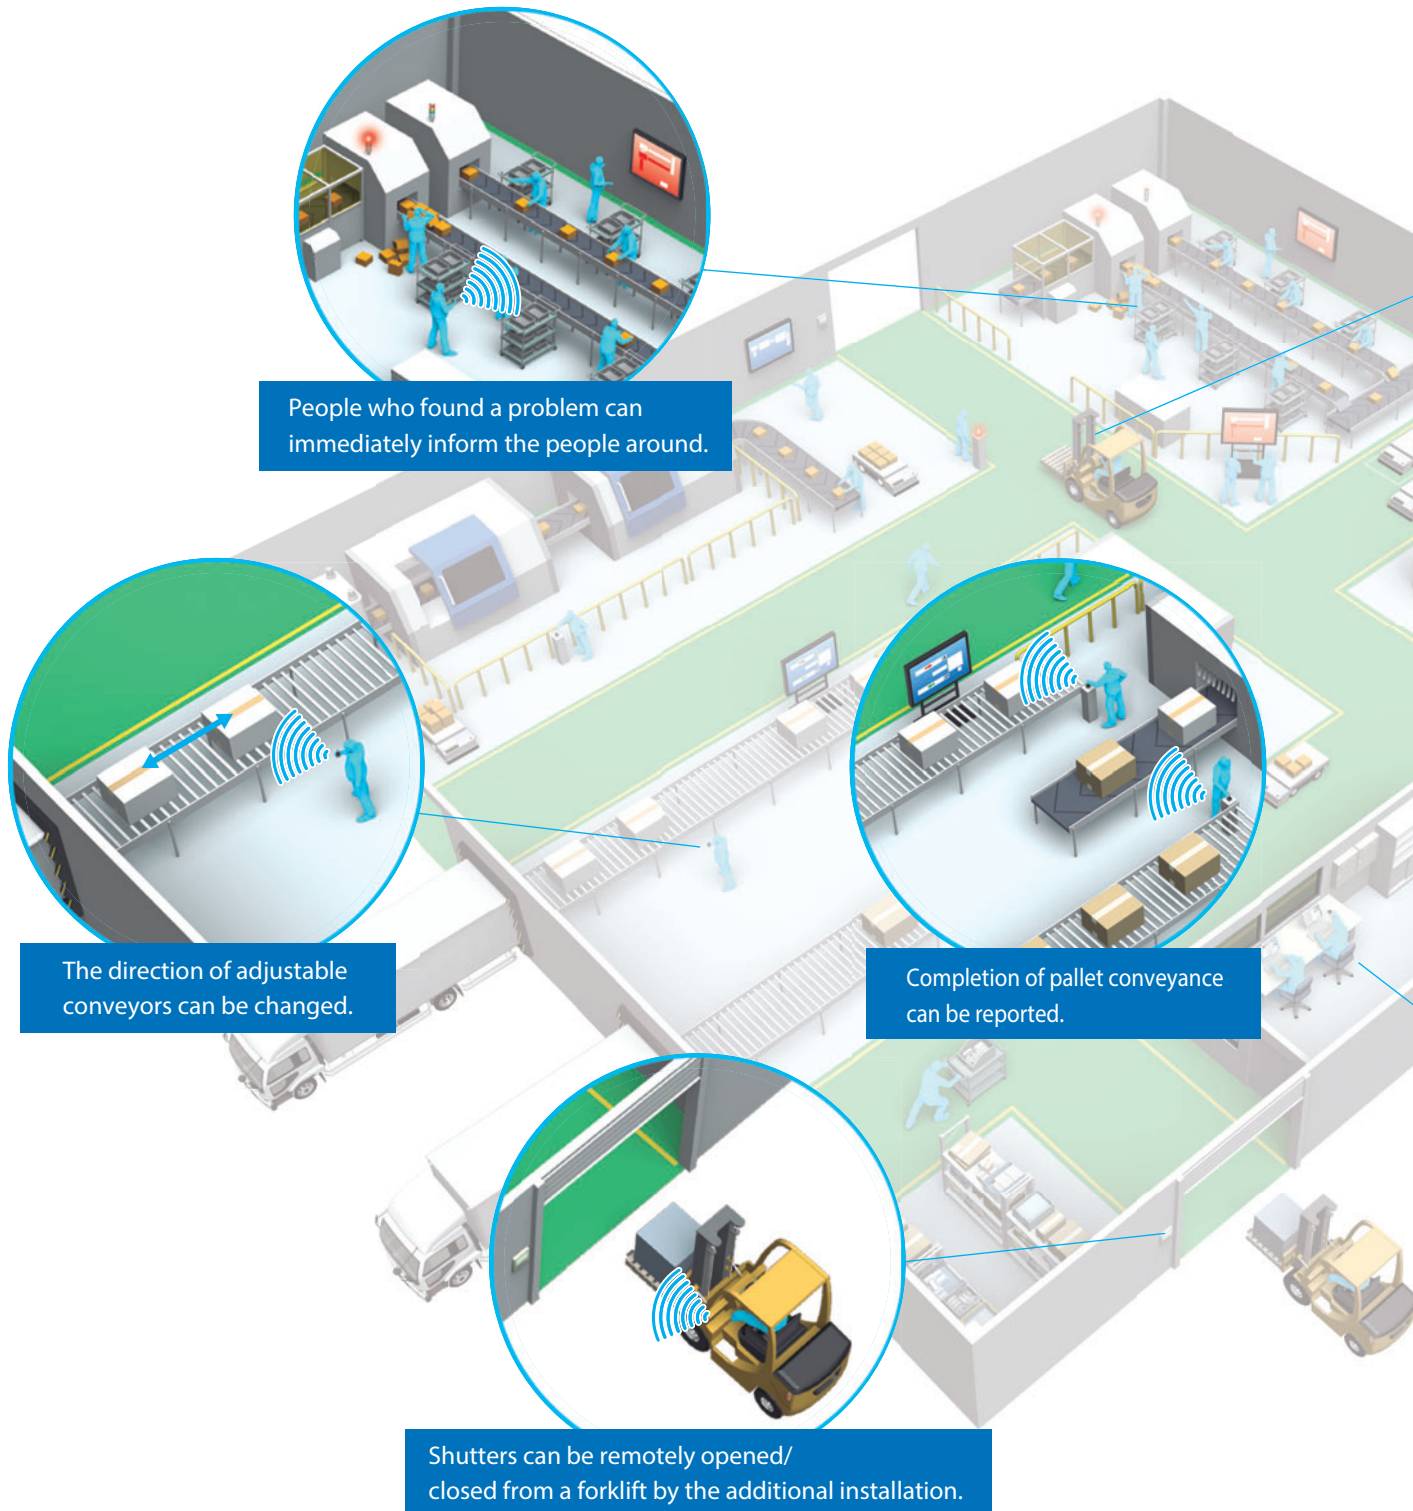 People who found a problem can
immediately inform the people around.
The direction of adjustable
conveyors can be changed.
Completion of pallet conveyance
can be reported.
Shutters can be remotely opened/
closed from a forklift by the additional installation.